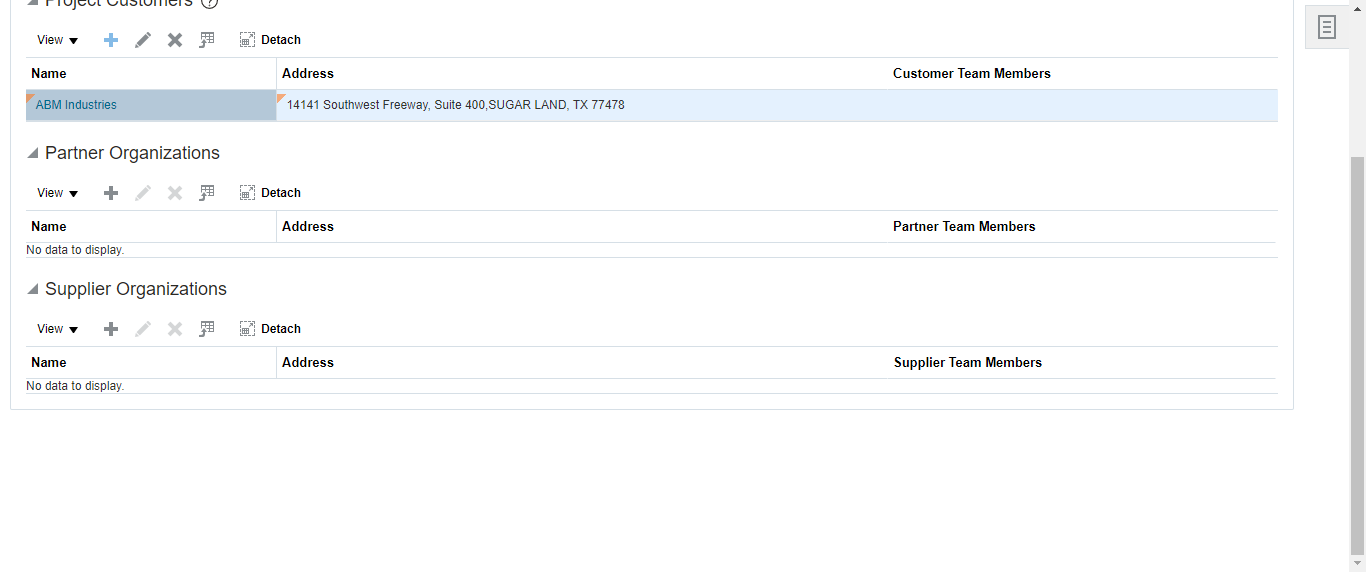 Project Customers ?
View Detach
Name Address Customer Team Members
ABM Industries 14141 Southwest Freeway, Suite 400,SUGAR LAND, TX 77478
Partner Organizations
View Detach
Name Address Partner Team Members
No data to display.
Supplier Organizations
View Detach
Name Address Supplier Team Members
No data to display.